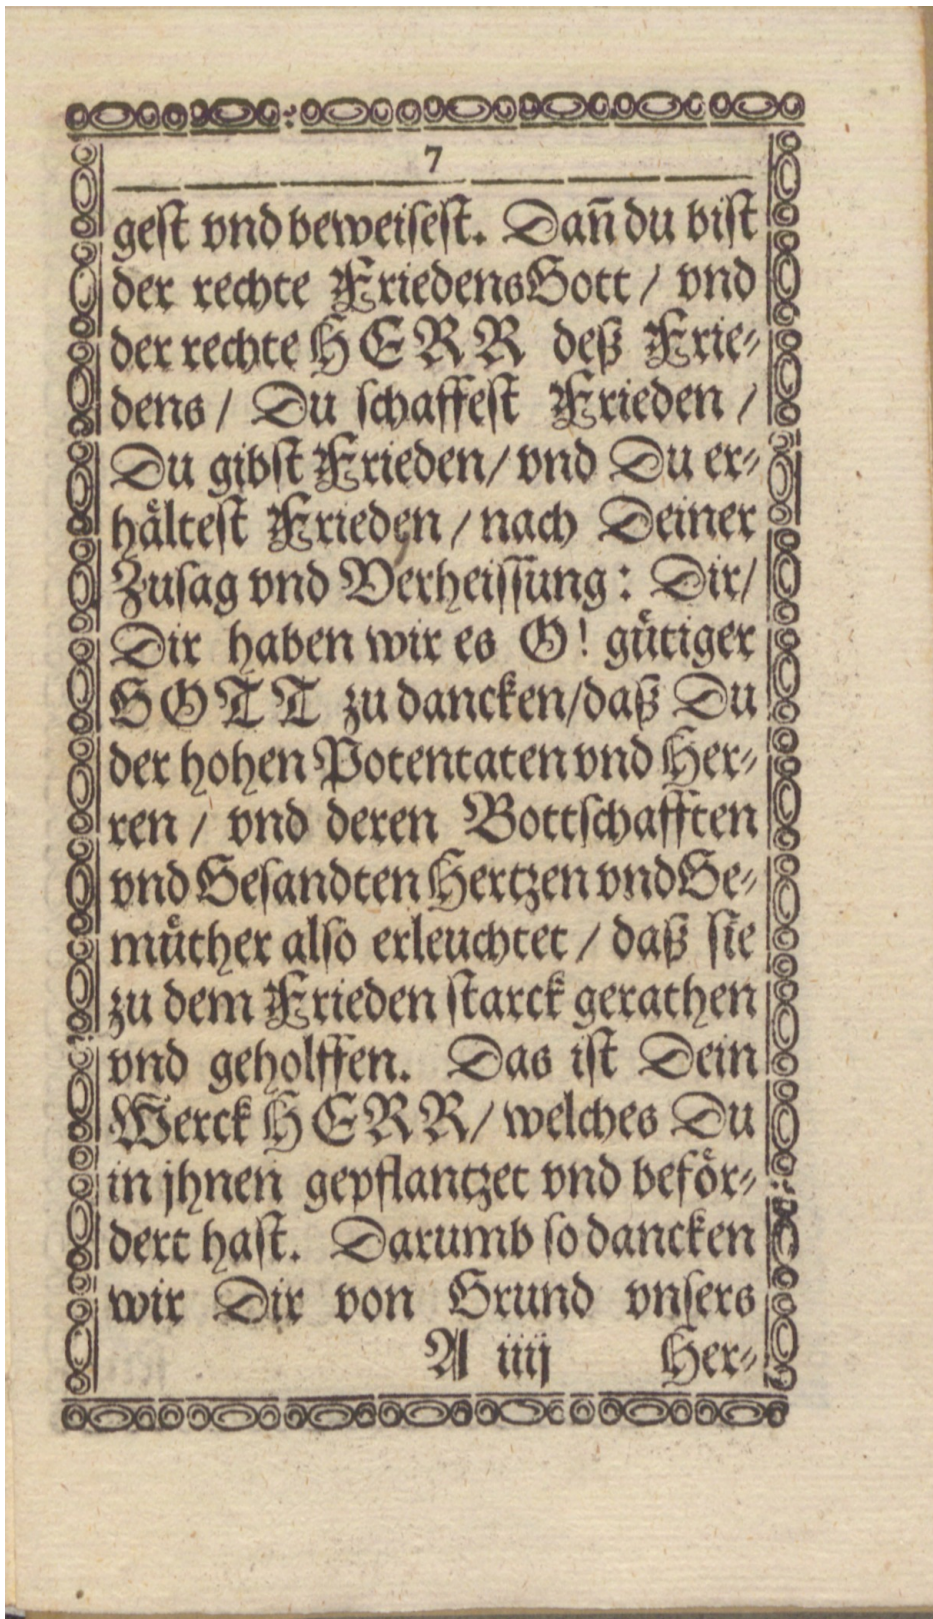 7
gest vnd beweisest. Dañ du bist
der rechte FriedensGott / vnd
der rechte HERR deß Frie-
dens / Du schaffest Frieden /
Du gibst Frieden / vnd Du er-
hältest Frieden / nach Deiner
Zusag vnd Verheissung: Dir /
Dir haben wir es O! gütiger
GOTT zu dancken / daß Du
der hohen Potentaten vnd Her-
ren / vnd deren Bottschafften
vnd Gesandten Hertzen vnd Ge-
müther also erleuchtet / daß sie
zu dem Frieden starck gerathen
vnd geholffen. Das ist Dein
Werck HERR / welches Du
in jhnen gepflantzet vnd beför-
dert hast. Darumb so dancken
wir Dir von Grund vnsers
A iiij Her-